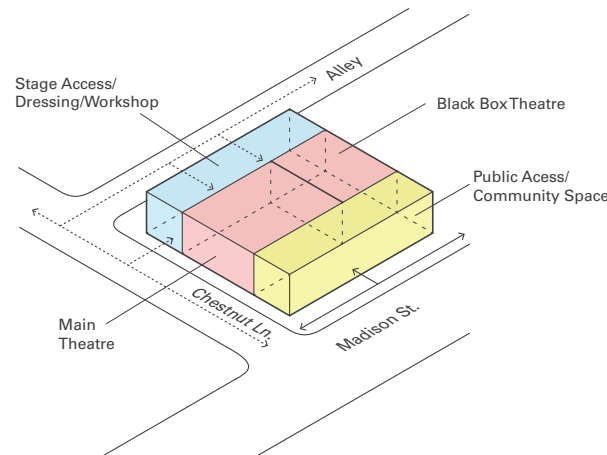 Alley
Stage Access/
Dressing/Workshop
Black Box Theatre
Public Acess/
Community Space
Main
Theatre
Chestnut Ln.
Madison St.